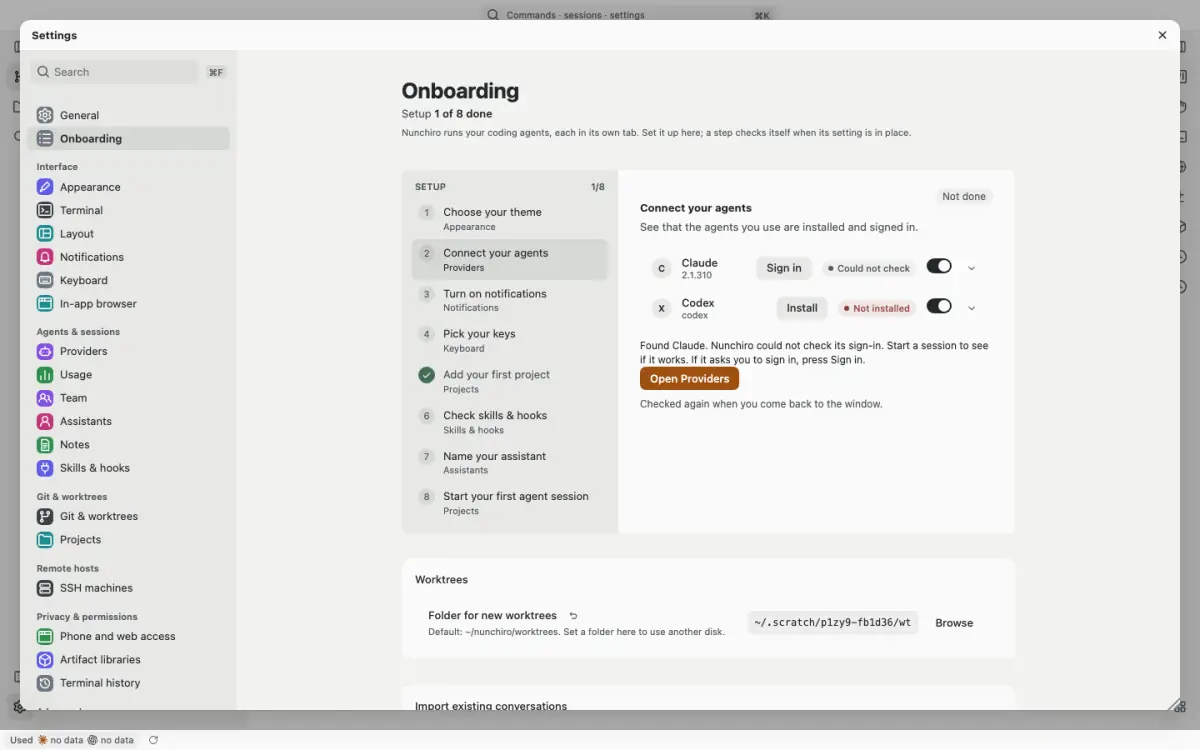 Commands · sessions · settings
⌘K
Settings
Search
⌘F
General
Onboarding
Interface
Appearance
Terminal
Layout
Notifications
Keyboard
In-app browser
Agents & sessions
Providers
Usage
Team
Assistants
Notes
Skills & hooks
Git & worktrees
Git & worktrees
Projects
Remote hosts
SSH machines
Privacy & permissions
Phone and web access
Artifact libraries
Terminal history
Onboarding
Setup 1 of 8 done
Nunchiro runs your coding agents, each in its own tab. Set it up here; a step checks itself when its setting is in place.
SETUP
1/8
1
Choose your theme
Appearance
2
Connect your agents
Providers
3
Turn on notifications
Notifications
4
Pick your keys
Keyboard
Add your first project
Projects
6
Check skills & hooks
Skills & hooks
7
Name your assistant
Assistants
8
Start your first agent session
Projects
Not done
Connect your agents
See that the agents you use are installed and signed in.
C
Claude
2.1.310
Sign in
Could not check
X
Codex
codex
Install
Not installed
Found Claude. Nunchiro could not check its sign-in. Start a session to see
if it works. If it asks you to sign in, press Sign in.
Open Providers
Checked again when you come back to the window.
Worktrees
Folder for new worktrees
Default: ~/nunchiro/worktrees. Set a folder here to use another disk.
~/.scratch/p1zy9-fb1d36/wt
Browse
Import existing conversations
Used no data no data